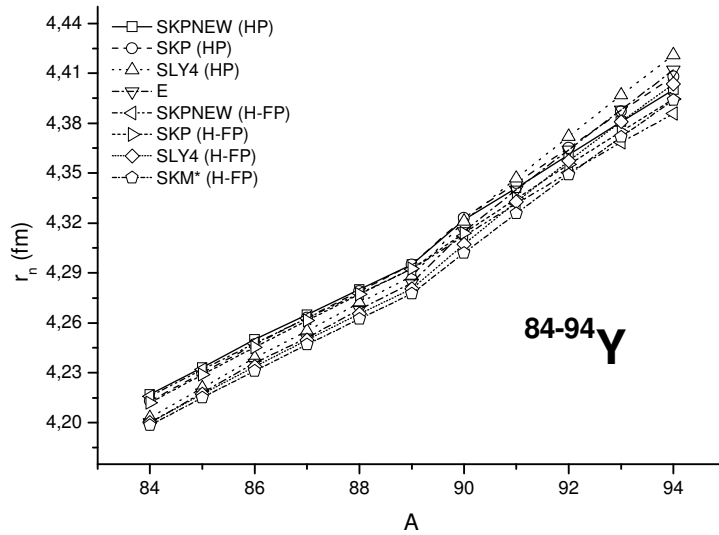 4,44
4,41
4,38
4,35
4,32
4,29
4,26
4,23
4,20
r_n (fm)
SKPNEW (HP)
SKP (HP)
SLY4 (HP)
E
SKPNEW (H-FP)
SKP (H-FP)
SLY4 (H-FP)
SKM* (H-FP)
84-94Y
84 86 88 90 92 94
A